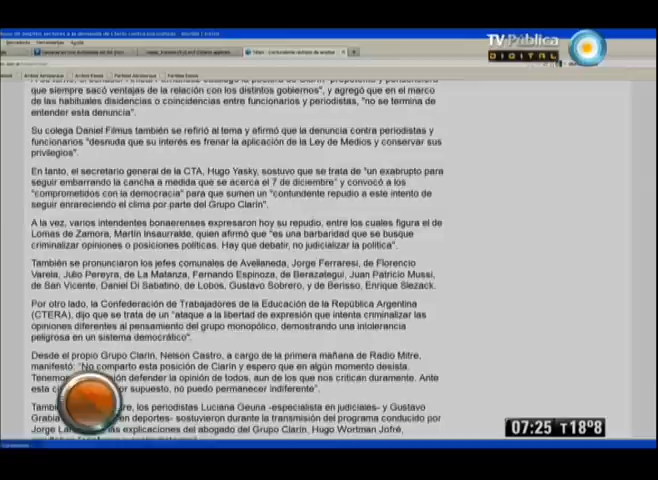 TV Pública
DIGITAL
que siempre sacó ventajas de la relación con los distintos gobiernos", y agregó que en el marco
de las habituales disidencias o coincidencias entre funcionarios y periodistas, "no se termina de
entender esta denuncia".
Su colega Daniel Filmus también se refirió al tema y afirmó que la denuncia contra periodistas y
funcionarios "desnuda que su interés es frenar la aplicación de la Ley de Medios y conservar sus
privilegios".
En tanto, el secretario general de la CTA, Hugo Yasky, sostuvo que se trata de "un exabrupto para
seguir embarrando la cancha a medida que se acerca el 7 de diciembre" y convocó a los
"comprometidos con la democracia" para que sumen un "contundente repudio a este intento de
seguir enrareciendo el clima por parte del Grupo Clarín".
A la vez, varios intendentes bonaerenses expresaron hoy su repudio, entre los cuales figura el de
Lomas de Zamora, Martín Insaurralde, quien afirmó que "es una barbaridad que se busque
criminalizar opiniones o posiciones políticas. Hay que debatir, no judicializar la política".
También se pronunciaron los jefes comunales de Avellaneda, Jorge Ferraresi, de Florencio
Varela, Julio Pereyra, de La Matanza, Fernando Espinoza, de Berazategui, Juan Patricio Mussi,
de San Vicente, Daniel Di Sabatino, de Lobos, Gustavo Sobrero, y de Berisso, Enrique Slezack.
Por otro lado, la Confederación de Trabajadores de la Educación de la República Argentina
(CTERA), dijo que se trata de un "ataque a la libertad de expresión que intenta criminalizar las
opiniones diferentes al pensamiento del grupo monopólico, demostrando una intolerancia
peligrosa en un sistema democrático".
Desde el propio Grupo Clarín, Nelson Castro, a cargo de la primera mañana de Radio Mitre,
manifestó: "No comparto esta posición de Clarín y espero que en algún momento desista.
Tenemos defender la opinión de todos, aun de los que nos critican duramente. Ante
esta por supuesto, no puedo permanecer indiferente".
los periodistas Luciana Geuna -especialista en judiciales- y Gustavo
Grabia en deportes- sostuvieron durante la transmisión del programa conducido por
Jorge las explicaciones del abogado del Grupo Clarín, Hugo Wortman Jofré,
07:25 T18°8